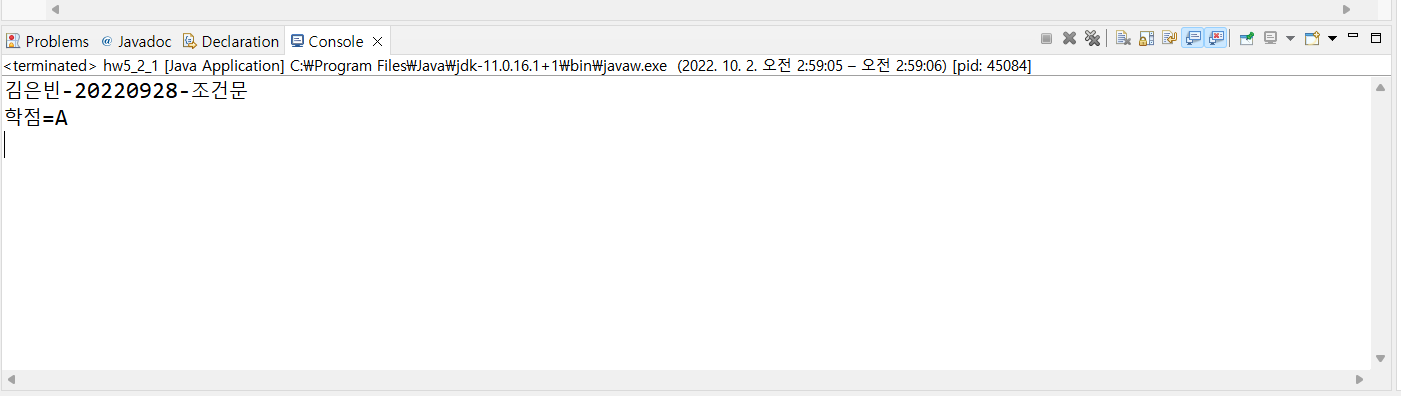 Problems @ Javadoc Declaration Console
<terminated> hw5_2_1 [Java Application] C:₩Program Files₩Java₩jdk-11.0.16.1+1₩bin₩javaw.exe (2022. 10. 2. 오전 2:59:05 – 오전 2:59:06) [pid: 45084]
김은빈-20220928-조건문
학점=A